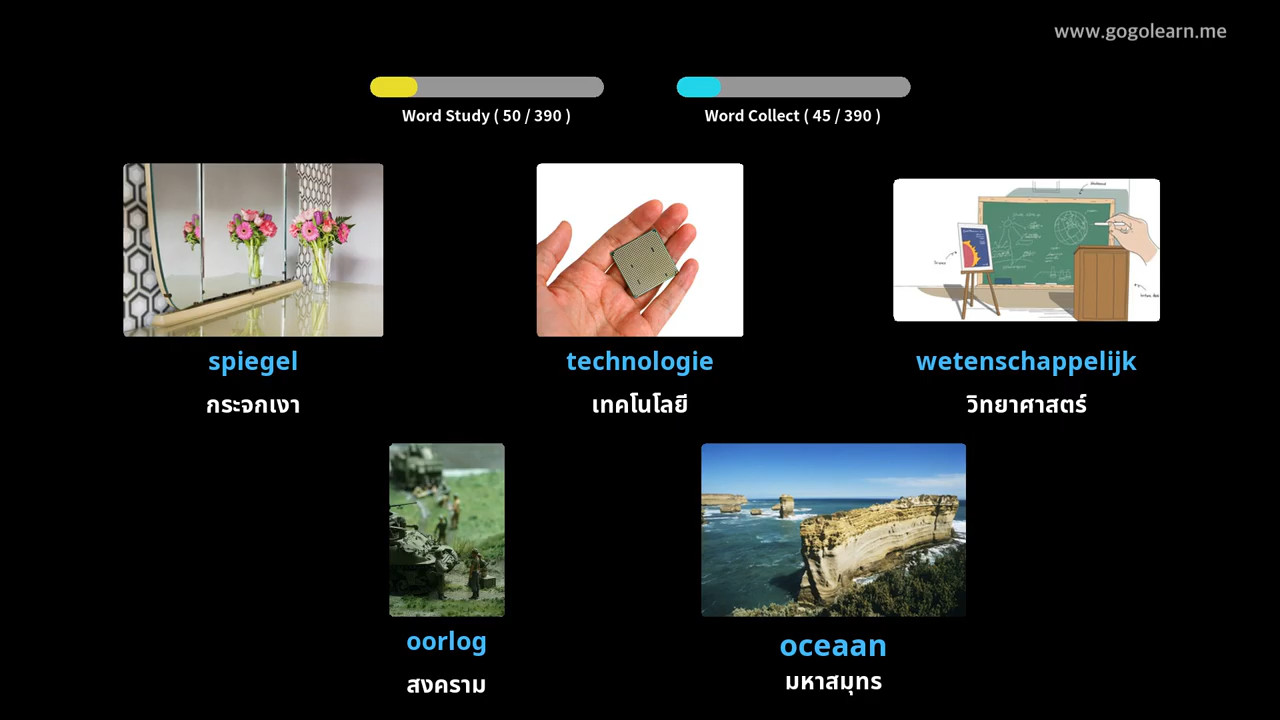 www.gogolearn.me
Word Study ( 50 / 390 )
Word Collect ( 45 / 390 )
spiegel
technologie
wetenschappelijk
กระจกเงา
เทคโนโลยี
วิทยาศาสตร์
oorlog
oceaan
สงคราม
มหาสมุทร